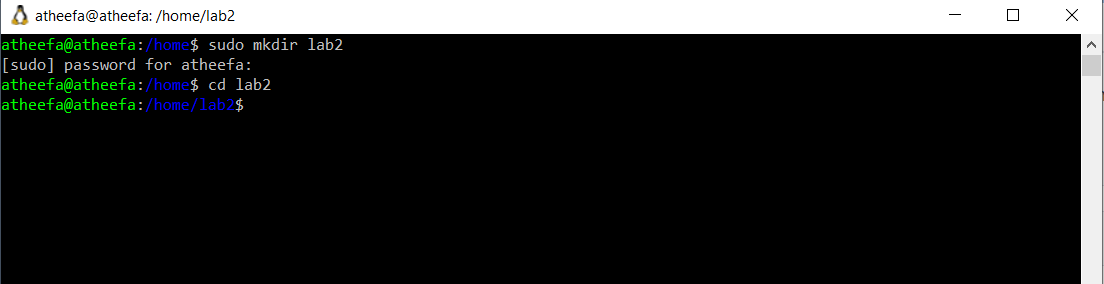 atheefa@atheefa: /home/lab2
atheefa@atheefa:/home$ sudo mkdir lab2
[sudo] password for atheefa:
atheefa@atheefa:/home$ cd lab2
atheefa@atheefa:/home/lab2$